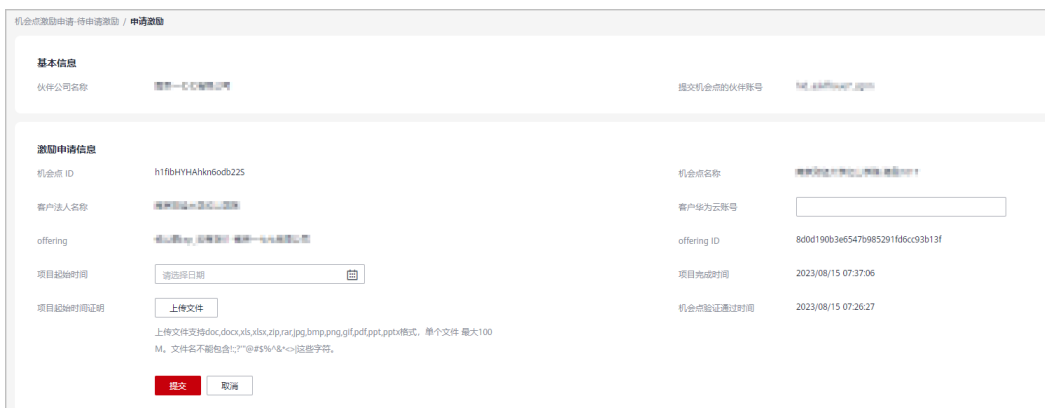 机会点激励申请-待申请激励 / 申请激励
基本信息
伙伴公司名称
提交机会点的伙伴账号
激励申请信息
机会点 ID h1fibHYHAhkn6odb225
机会点名称
客户法人名称
客户华为云账号
offering
offering ID 8d0d190b3e6547b985291fd6cc93b13f
项目起始时间 请选择日期
项目完成时间 2023/08/15 07:37:06
项目起始时间证明 上传文件
机会点验证通过时间 2023/08/15 07:26:27
上传文件支持doc,docx,xls,xlsx,zip,rar,jpg,bmp,png,gif,pdf,ppt,pptx格式，单个文件 最大100
M。文件名不能包含!:;?'"@#$%^&*<>|这些字符。
提交 取消